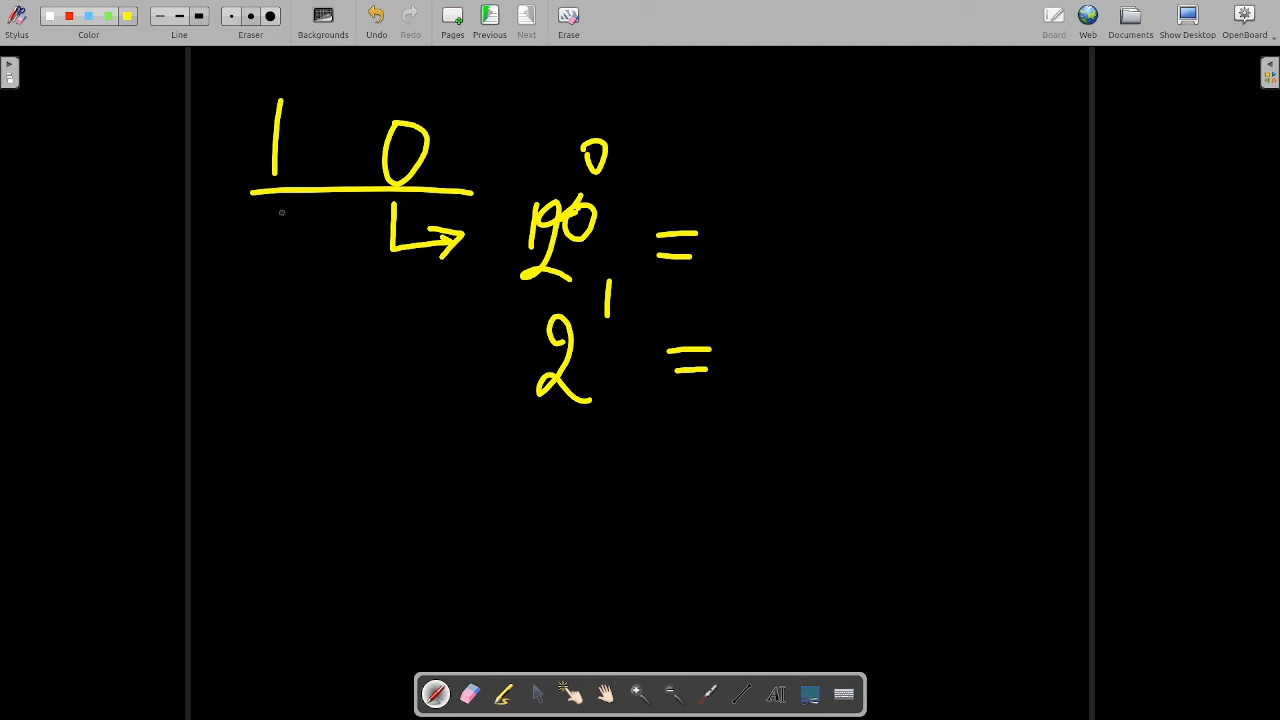 Stylus Color Line Eraser Backgrounds Undo Redo Pages Previous Next Erase Board Web Documents Show Desktop OpenBoard
1 0
2⁰ =
2¹ =